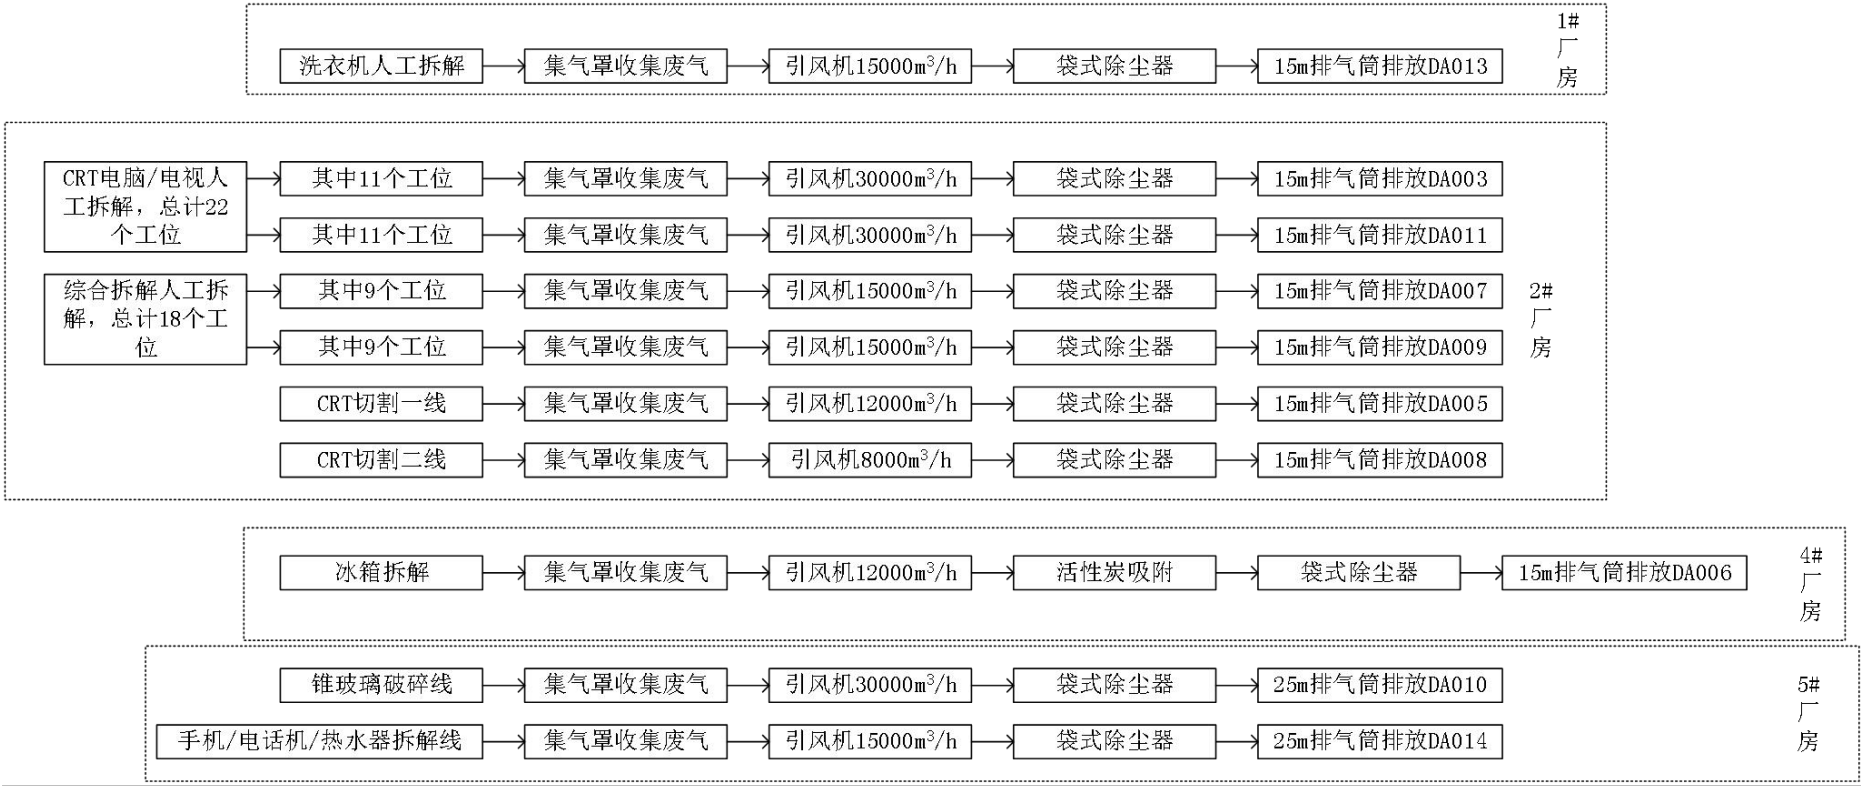 1#
厂
房
洗衣机人工拆解
集气罩收集废气
引风机15000m³/h
袋式除尘器
15m排气筒排放DA013
CRT电脑/电视人
工拆解，总计22
个工位
其中11个工位
集气罩收集废气
引风机30000m³/h
袋式除尘器
15m排气筒排放DA003
其中11个工位
集气罩收集废气
引风机30000m³/h
袋式除尘器
15m排气筒排放DA011
综合拆解人工拆
解，总计18个工
位
其中9个工位
集气罩收集废气
引风机15000m³/h
袋式除尘器
15m排气筒排放DA007
其中9个工位
集气罩收集废气
引风机15000m³/h
袋式除尘器
15m排气筒排放DA009
2#
厂
房
CRT切割一线
集气罩收集废气
引风机12000m³/h
袋式除尘器
15m排气筒排放DA005
CRT切割二线
集气罩收集废气
引风机8000m³/h
袋式除尘器
15m排气筒排放DA008
冰箱拆解
集气罩收集废气
引风机12000m³/h
活性炭吸附
袋式除尘器
15m排气筒排放DA006
4#
厂
房
锥玻璃破碎线
集气罩收集废气
引风机30000m³/h
袋式除尘器
25m排气筒排放DA010
手机/电话机/热水器拆解线
集气罩收集废气
引风机15000m³/h
袋式除尘器
25m排气筒排放DA014
5#
厂
房